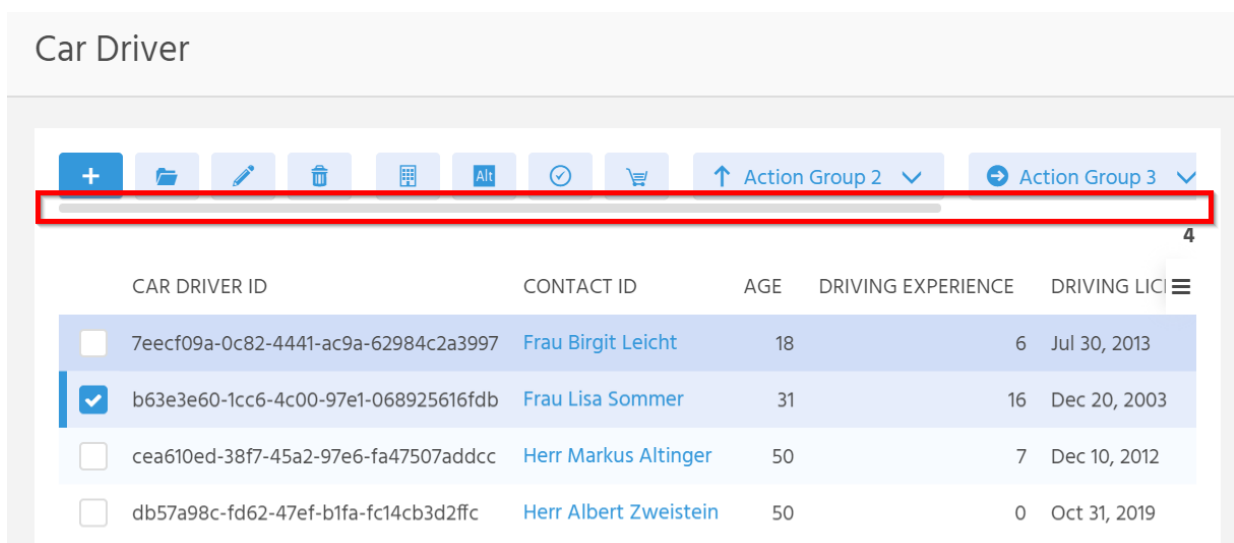 Car Driver
+ Alt Action Group 2 Action Group 3
4
CAR DRIVER ID CONTACT ID AGE DRIVING EXPERIENCE DRIVING LICI
7eecf09a-0c82-4441-ac9a-62984c2a3997 Frau Birgit Leicht 18 6 Jul 30, 2013
b63e3e60-1cc6-4c00-97e1-068925616fdb Frau Lisa Sommer 31 16 Dec 20, 2003
cea610ed-38f7-45a2-97e6-fa47507addcc Herr Markus Altinger 50 7 Dec 10, 2012
db57a98c-fd62-47ef-b1fa-fc14cb3d2ffc Herr Albert Zweistein 50 0 Oct 31, 2019